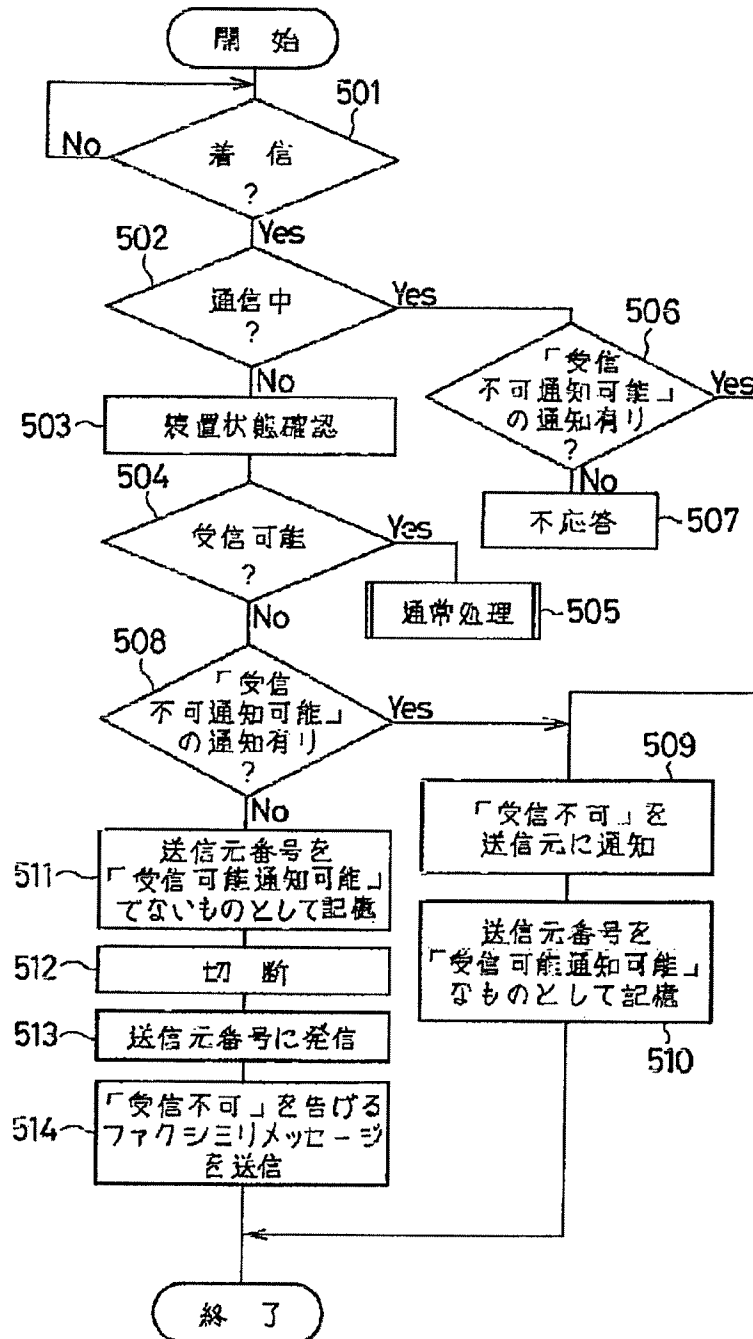 開始
501
着信
?
No
Yes
502
通信中
?
Yes
No
506
「受信
不可通知可能」
の通知有り
?
Yes
No
503
装置状態確認
不応答
507
504
受信可能
?
Yes
No
通常処理
505
508
「受信
不可通知可能」
の通知有り
?
Yes
No
509
「受信不可」を
送信元に通知
511
送信元番号を
「受信可能通知可能」
でないものとして記憶
送信元番号を
「受信可能通知可能」
なものとして記憶
510
512
切断
513
送信元番号に発信
514
「受信不可」を告げる
ファクシミリメッセージ
を送信
終了